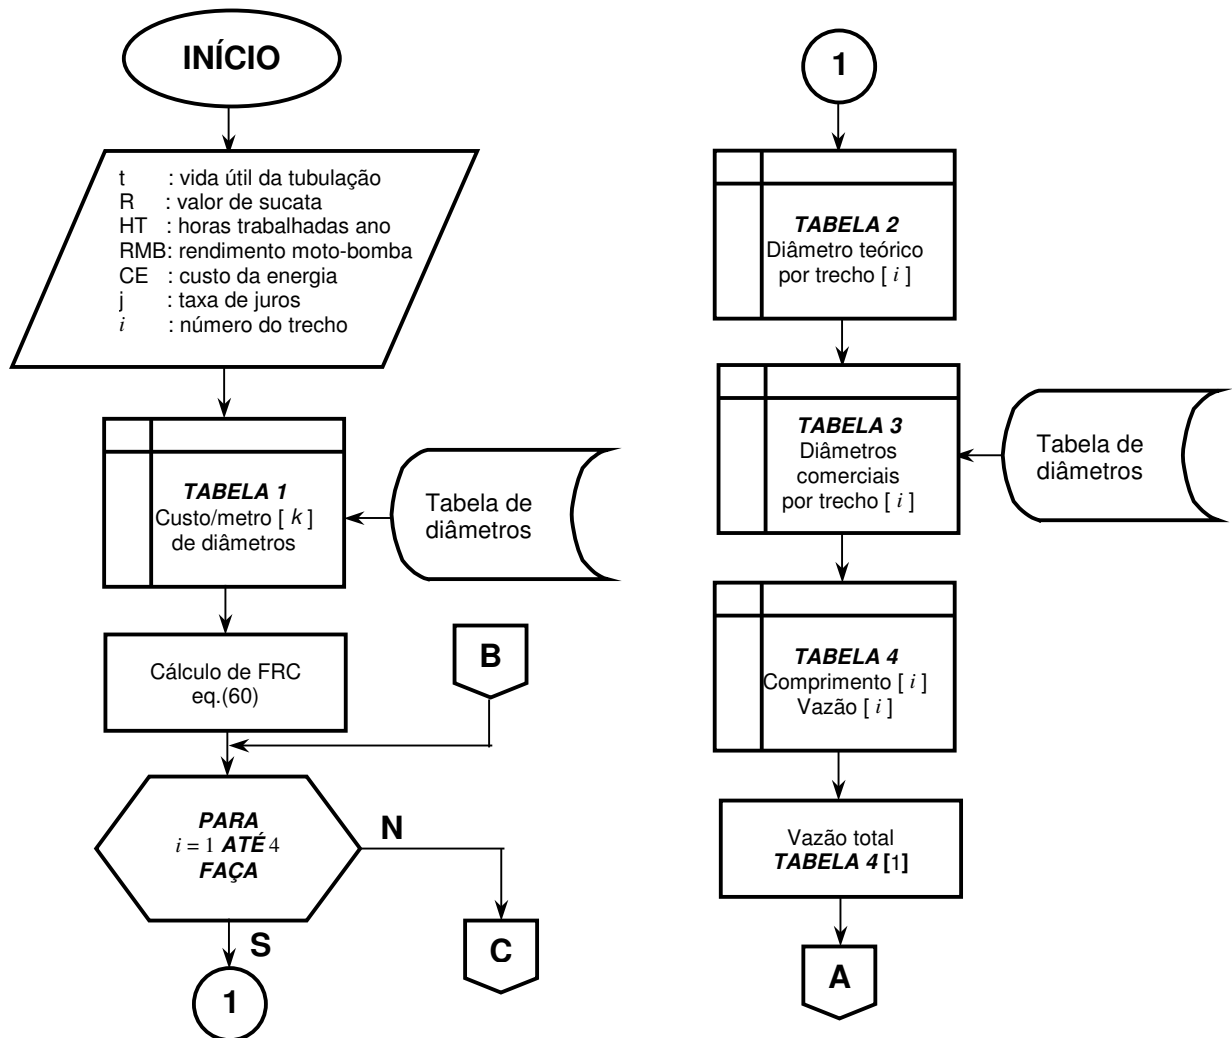 INÍCIO
t : vida útil da tubulação
R : valor de sucata
HT : horas trabalhadas ano
RMB: rendimento moto-bomba
CE : custo da energia
j : taxa de juros
i : número do trecho
TABELA 1
Custo/metro [ k ]
de diâmetros
Tabela de
diâmetros
Cálculo de FRC
eq.(60)
B
PARA
i = 1 ATÉ 4
FAÇA
N
S
C
1
1
TABELA 2
Diâmetro teórico
por trecho [ i ]
TABELA 3
Diâmetros
comerciais
por trecho [ i ]
Tabela de
diâmetros
TABELA 4
Comprimento [ i ]
Vazão [ i ]
Vazão total
TABELA 4 [1]
A